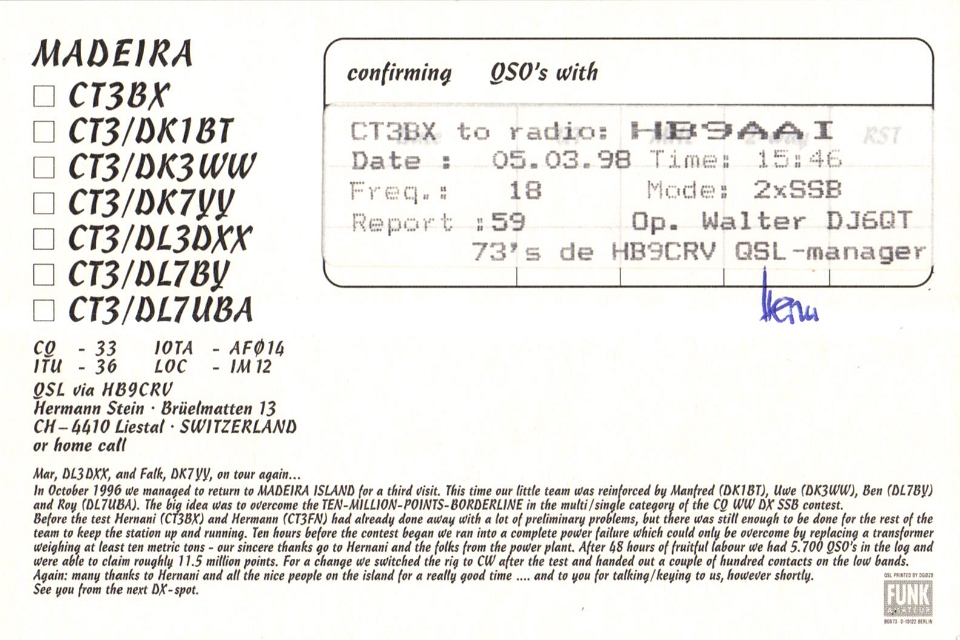 MADEIRA
CT3BX
CT3/DK1BT
CT3/DK3WW
CT3/DK7YY
CT3/DL3DXX
CT3/DL7BY
CT3/DL7UBA
CQ - 33 IOTA - AFØ14
ITU - 36 LOC - IM12
QSL via HB9CRV
Hermann Stein · Brüelmatten 13
CH-4410 Liestal · SWITZERLAND
or home call
confirming QSO's with
CT3BX to radio: HB9AAI
RST
Date : 05.03.98 Time: 15:46
Freq.: 18 Mode: 2xSSB
Report :59 Op. Walter DJ6QT
73's de HB9CRV QSL-manager
Mar, DL3DXX, and Falk, DK7YY, on tour again...
In October 1996 we managed to return to MADEIRA ISLAND for a third visit. This time our little team was reinforced by Manfred (DK1BT), Uwe (DK3WW), Ben (DL7BY)
and Roy (DL7UBA). The big idea was to overcome the TEN-MILLION-POINTS-BORDERLINE in the multi/single category of the CQ WW DX SSB contest.
Before the test Hernani (CT3BX) and Hermann (CT3FN) had already done away with a lot of preliminary problems, but there was still enough to be done for the rest of the
team to keep the station up and running. Ten hours before the contest began we ran into a complete power failure which could only be overcome by replacing a transformer
weighing at least ten metric tons - our sincere thanks go to Hernani and the folks from the power plant. After 48 hours of fruitful labour we had 5.700 QSO's in the log and
were able to claim roughly 11.5 million points. For a change we switched the rig to CW after the test and handed out a couple of hundred contacts on the low bands.
Again: many thanks to Hernani and all the nice people on the island for a really good time .... and to you for talking/keying to us, however shortly.
See you from the next DX-spot.
QSL PRINTED BY DG0ZB
FUNK
AMATEUR